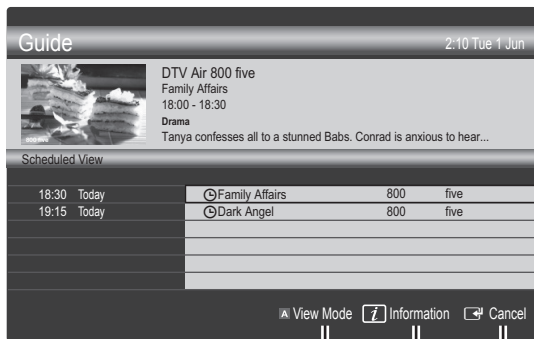 Guide 2:10 Tue 1 Jun
DTV Air 800 five
Family Affairs
18:00 - 18:30
Drama
Tanya confesses all to a stunned Babs. Conrad is anxious to hear...
800 five
Scheduled View
18:30 Today Family Affairs 800 five
19:15 Today Dark Angel 800 five
A View Mode i Information Cancel